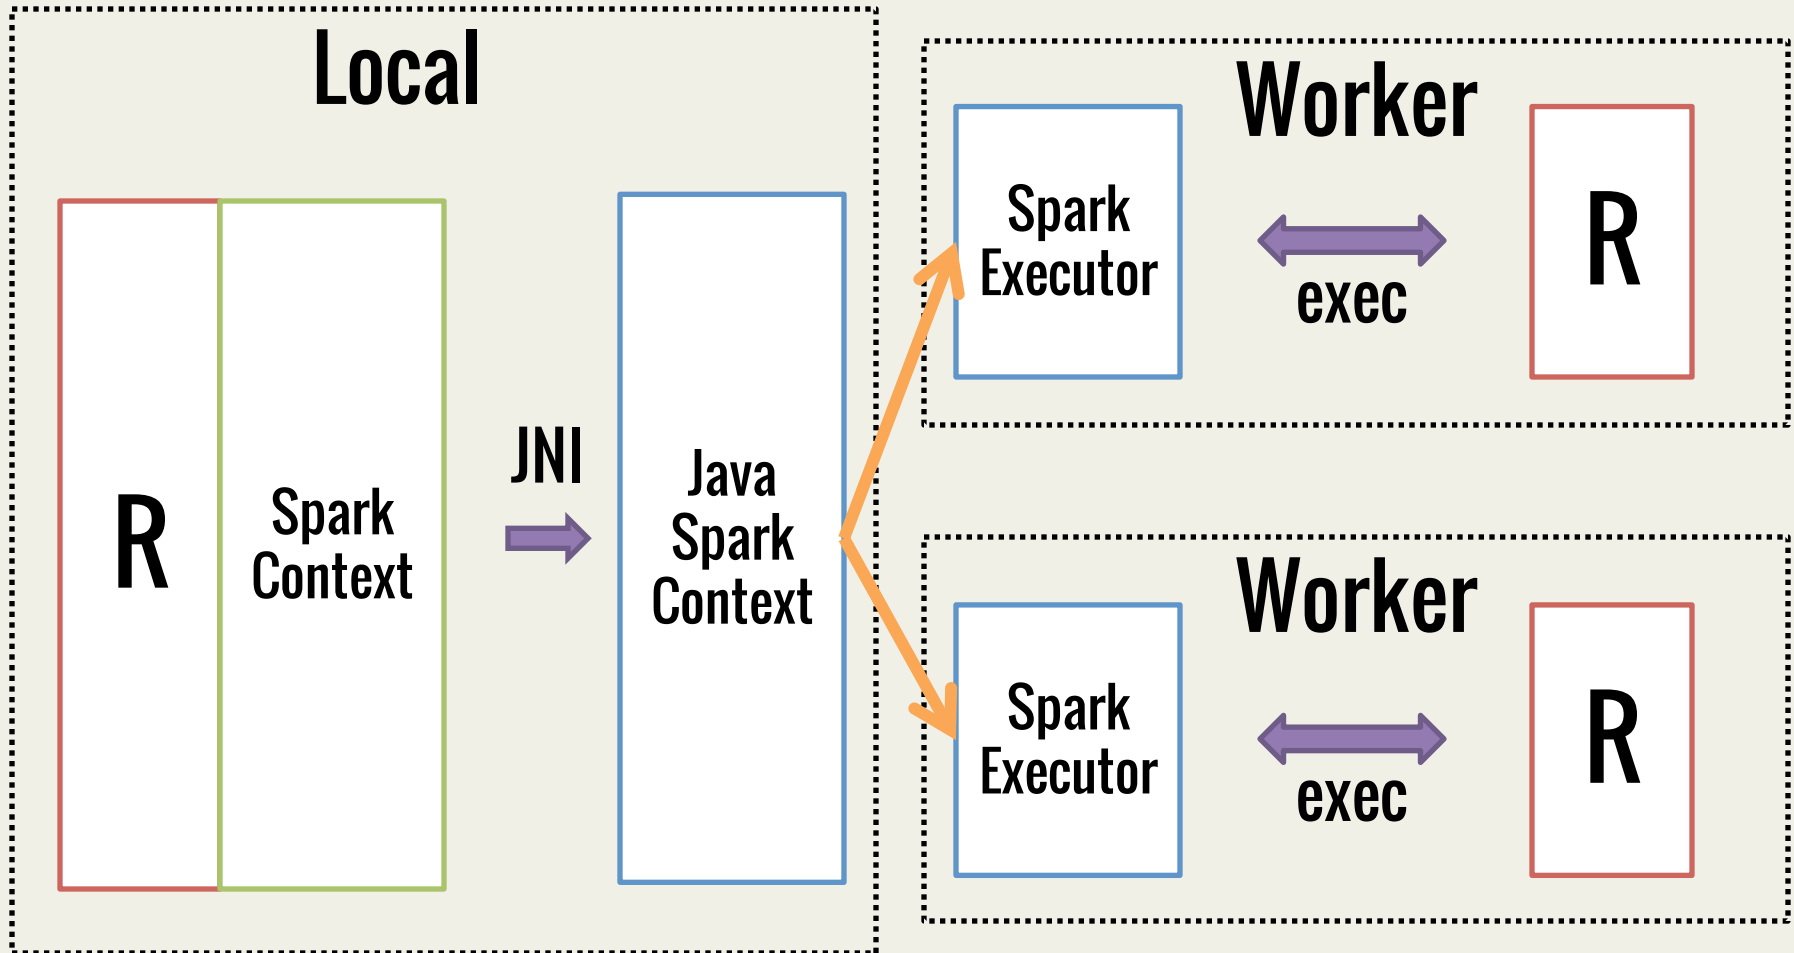 Local
R
Spark
Context
JNI
Java
Spark
Context
Worker
Spark
Executor
exec
R
Worker
Spark
Executor
exec
R